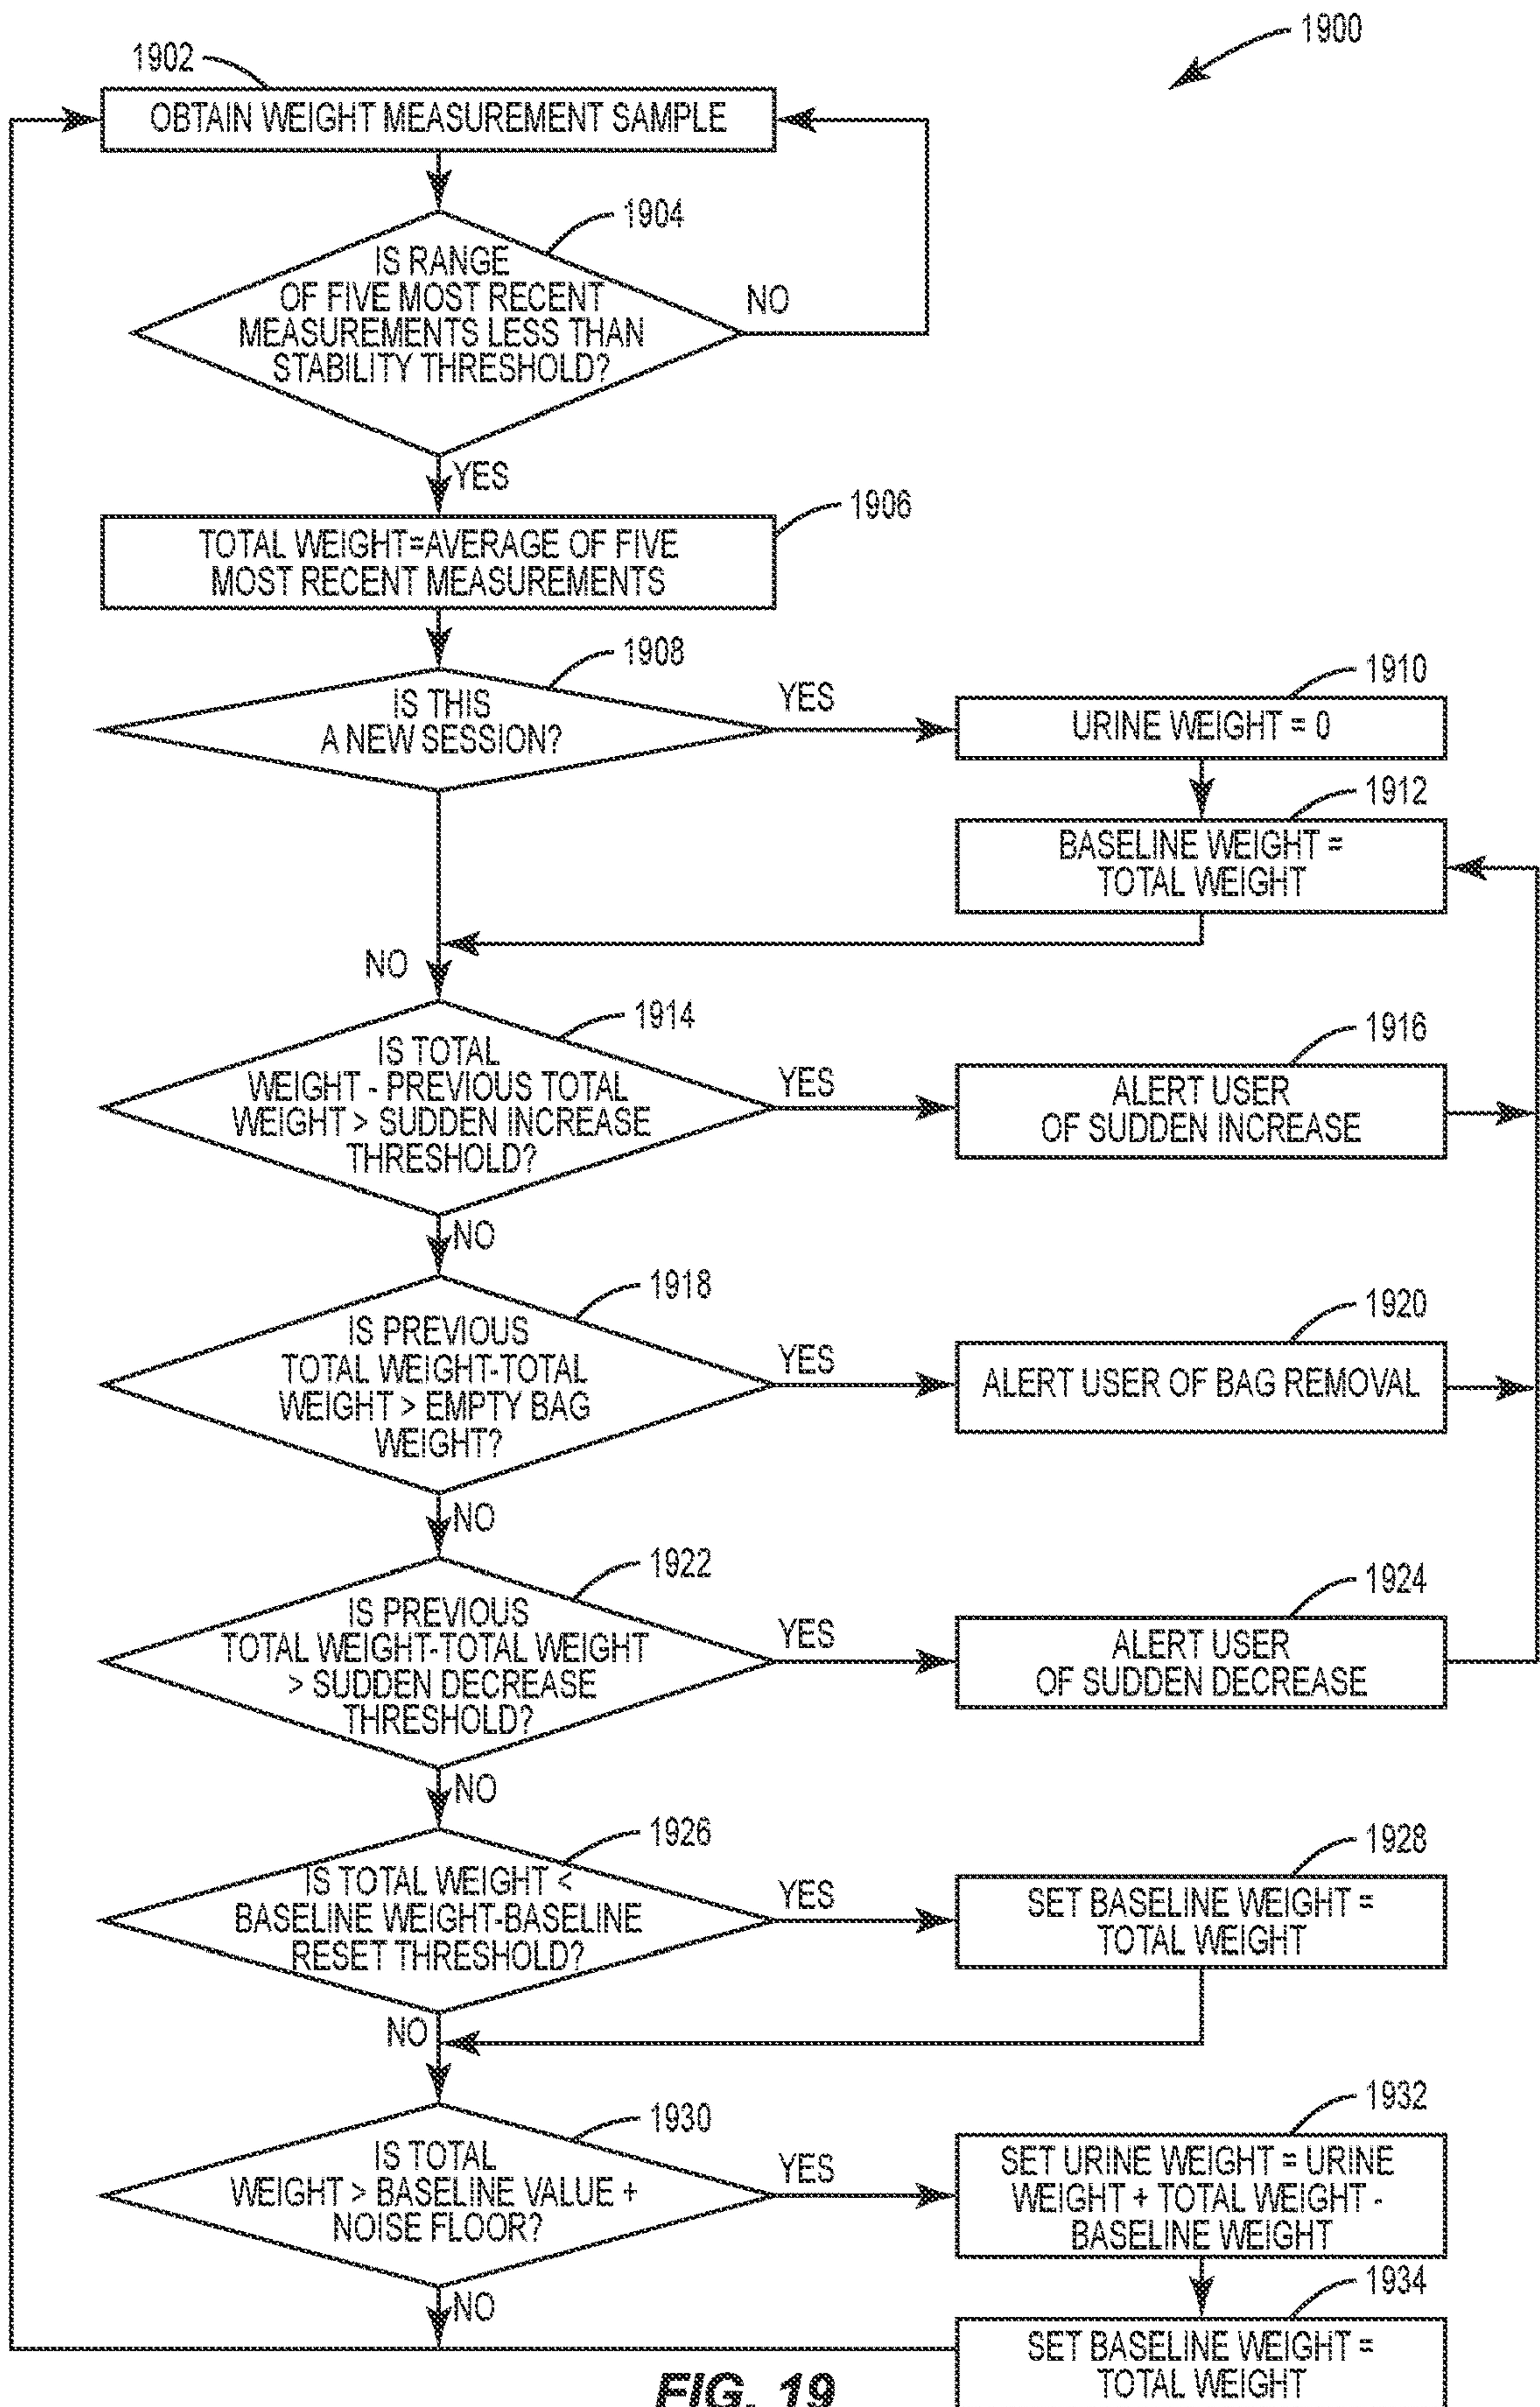 1900
1902
OBTAIN WEIGHT MEASUREMENT SAMPLE
1904
IS RANGE
OF FIVE MOST RECENT
MEASUREMENTS LESS THAN
STABILITY THRESHOLD?
NO
YES
1906
TOTAL WEIGHT=AVERAGE OF FIVE
MOST RECENT MEASUREMENTS
1908
IS THIS
A NEW SESSION?
YES
1910
URINE WEIGHT = 0
1912
BASELINE WEIGHT =
TOTAL WEIGHT
NO
1914
IS TOTAL
WEIGHT - PREVIOUS TOTAL
WEIGHT > SUDDEN INCREASE
THRESHOLD?
YES
1916
ALERT USER
OF SUDDEN INCREASE
NO
1918
IS PREVIOUS
TOTAL WEIGHT-TOTAL
WEIGHT > EMPTY BAG
WEIGHT?
YES
1920
ALERT USER OF BAG REMOVAL
NO
1922
IS PREVIOUS
TOTAL WEIGHT-TOTAL WEIGHT
> SUDDEN DECREASE
THRESHOLD?
YES
1924
ALERT USER
OF SUDDEN DECREASE
NO
1926
IS TOTAL WEIGHT <
BASELINE WEIGHT-BASELINE
RESET THRESHOLD?
YES
1928
SET BASELINE WEIGHT =
TOTAL WEIGHT
NO
1930
IS TOTAL
WEIGHT > BASELINE VALUE +
NOISE FLOOR?
YES
1932
SET URINE WEIGHT = URINE
WEIGHT + TOTAL WEIGHT -
BASELINE WEIGHT
NO
1934
SET BASELINE WEIGHT =
TOTAL WEIGHT
FIG. 19